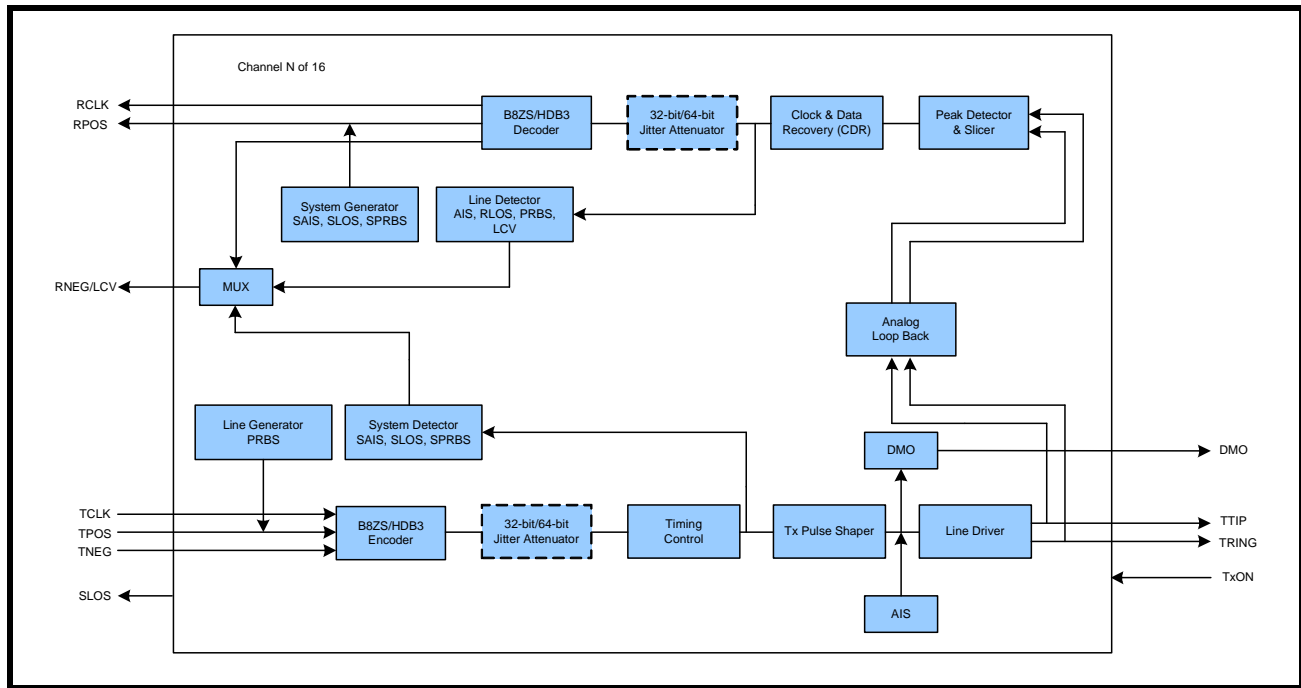 Channel N of 16
RCLK
RPOS
B8ZS/HDB3
Decoder
32-bit/64-bit
Jitter Attenuator
Clock & Data
Recovery (CDR)
Peak Detector
& Slicer
System Generator
SAIS, SLOS, SPRBS
Line Detector
AIS, RLOS, PRBS,
LCV
RNEG/LCV
MUX
Analog
Loop Back
Line Generator
PRBS
System Detector
SAIS, SLOS, SPRBS
DMO
DMO
TCLK
TPOS
TNEG
B8ZS/HDB3
Encoder
32-bit/64-bit
Jitter Attenuator
Timing
Control
Tx Pulse Shaper
Line Driver
TTIP
TRING
TxON
SLOS
AIS